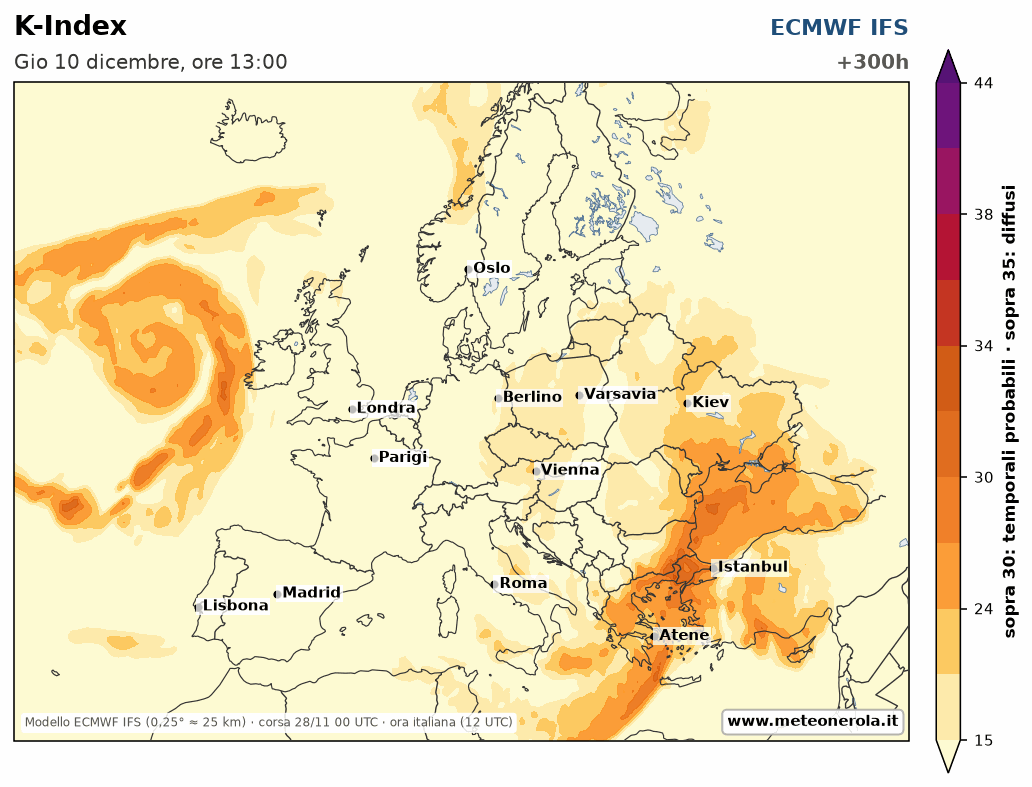 K-Index
ECMWF IFS
Gio 10 dicembre, ore 13:00
+300h
44
38
34
30
24
15
sopra 30: temporali probabili · sopra 35: diffusi
Oslo
Berlino
Varsavia
Kiev
Londra
Parigi
Vienna
Istanbul
Roma
Madrid
Lisbona
Atene
Modello ECMWF IFS (0,25° ≈ 25 km) · corsa 28/11 00 UTC · ora italiana (12 UTC)
www.meteonerola.it